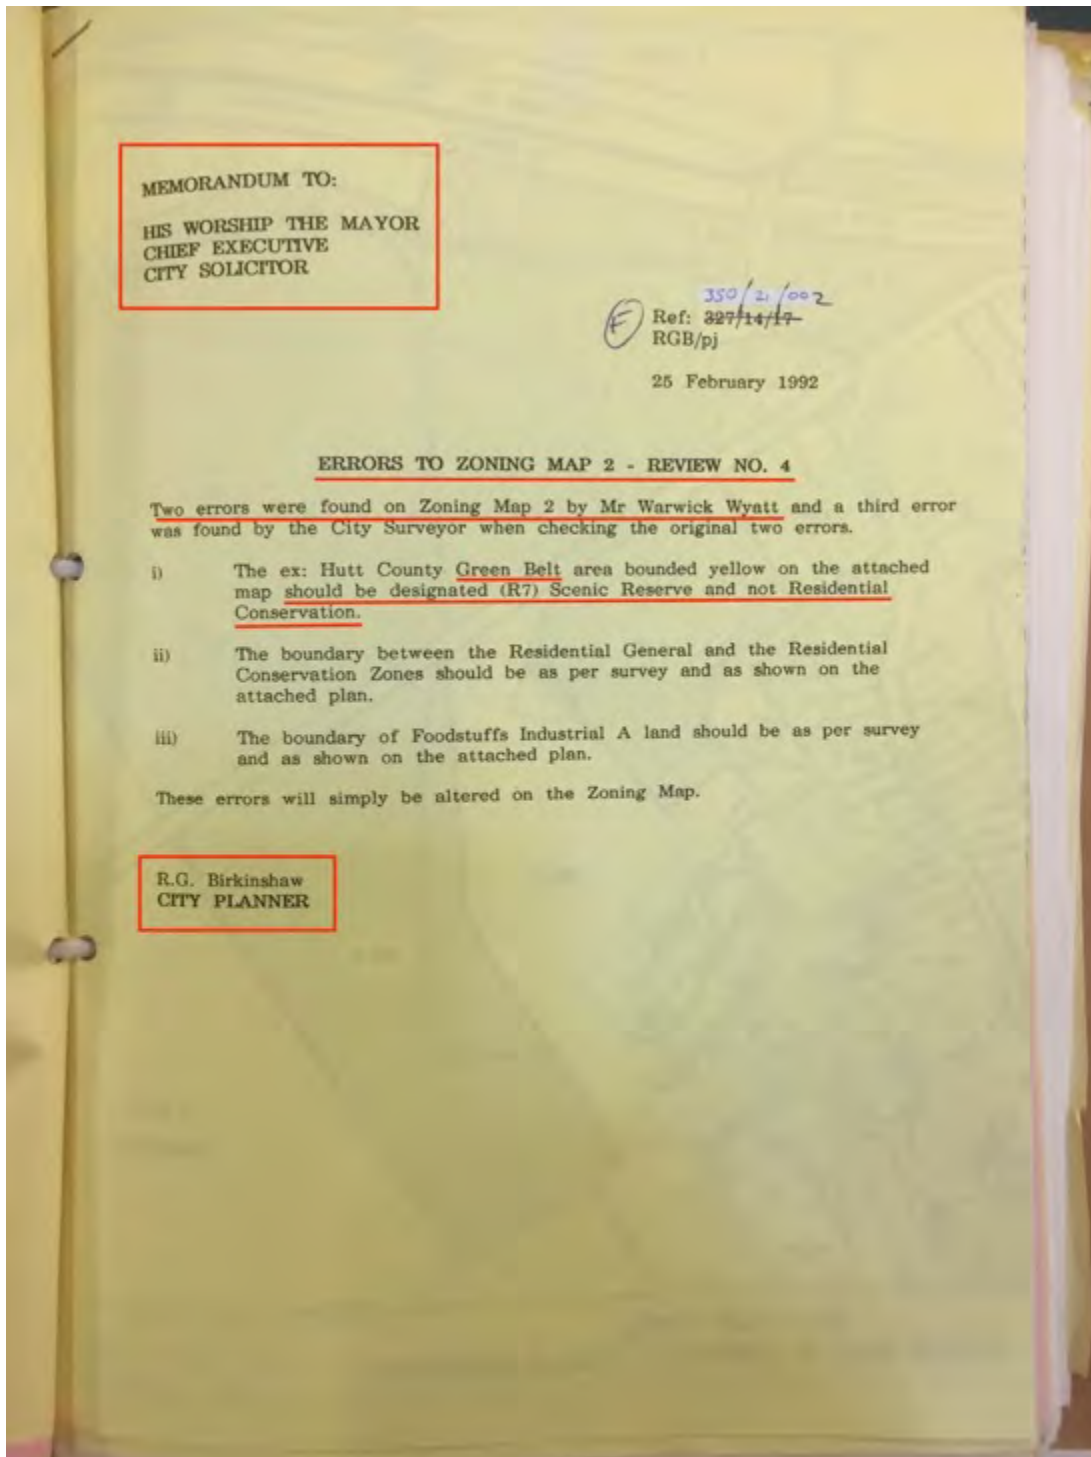 MEMORANDUM TO:
HIS WORSHIP THE MAYOR
CHIEF EXECUTIVE
CITY SOLICITOR
350/21/002
F Ref: 327/14/17
RGB/pj
25 February 1992
ERRORS TO ZONING MAP 2 - REVIEW NO. 4
Two errors were found on Zoning Map 2 by Mr Warwick Wyatt and a third error
was found by the City Surveyor when checking the original two errors.
i) The ex: Hutt County Green Belt area bounded yellow on the attached
map should be designated (R7) Scenic Reserve and not Residential
Conservation.
ii) The boundary between the Residential General and the Residential
Conservation Zones should be as per survey and as shown on the
attached plan.
iii) The boundary of Foodstuffs Industrial A land should be as per survey
and as shown on the attached plan.
These errors will simply be altered on the Zoning Map.
R.G. Birkinshaw
CITY PLANNER